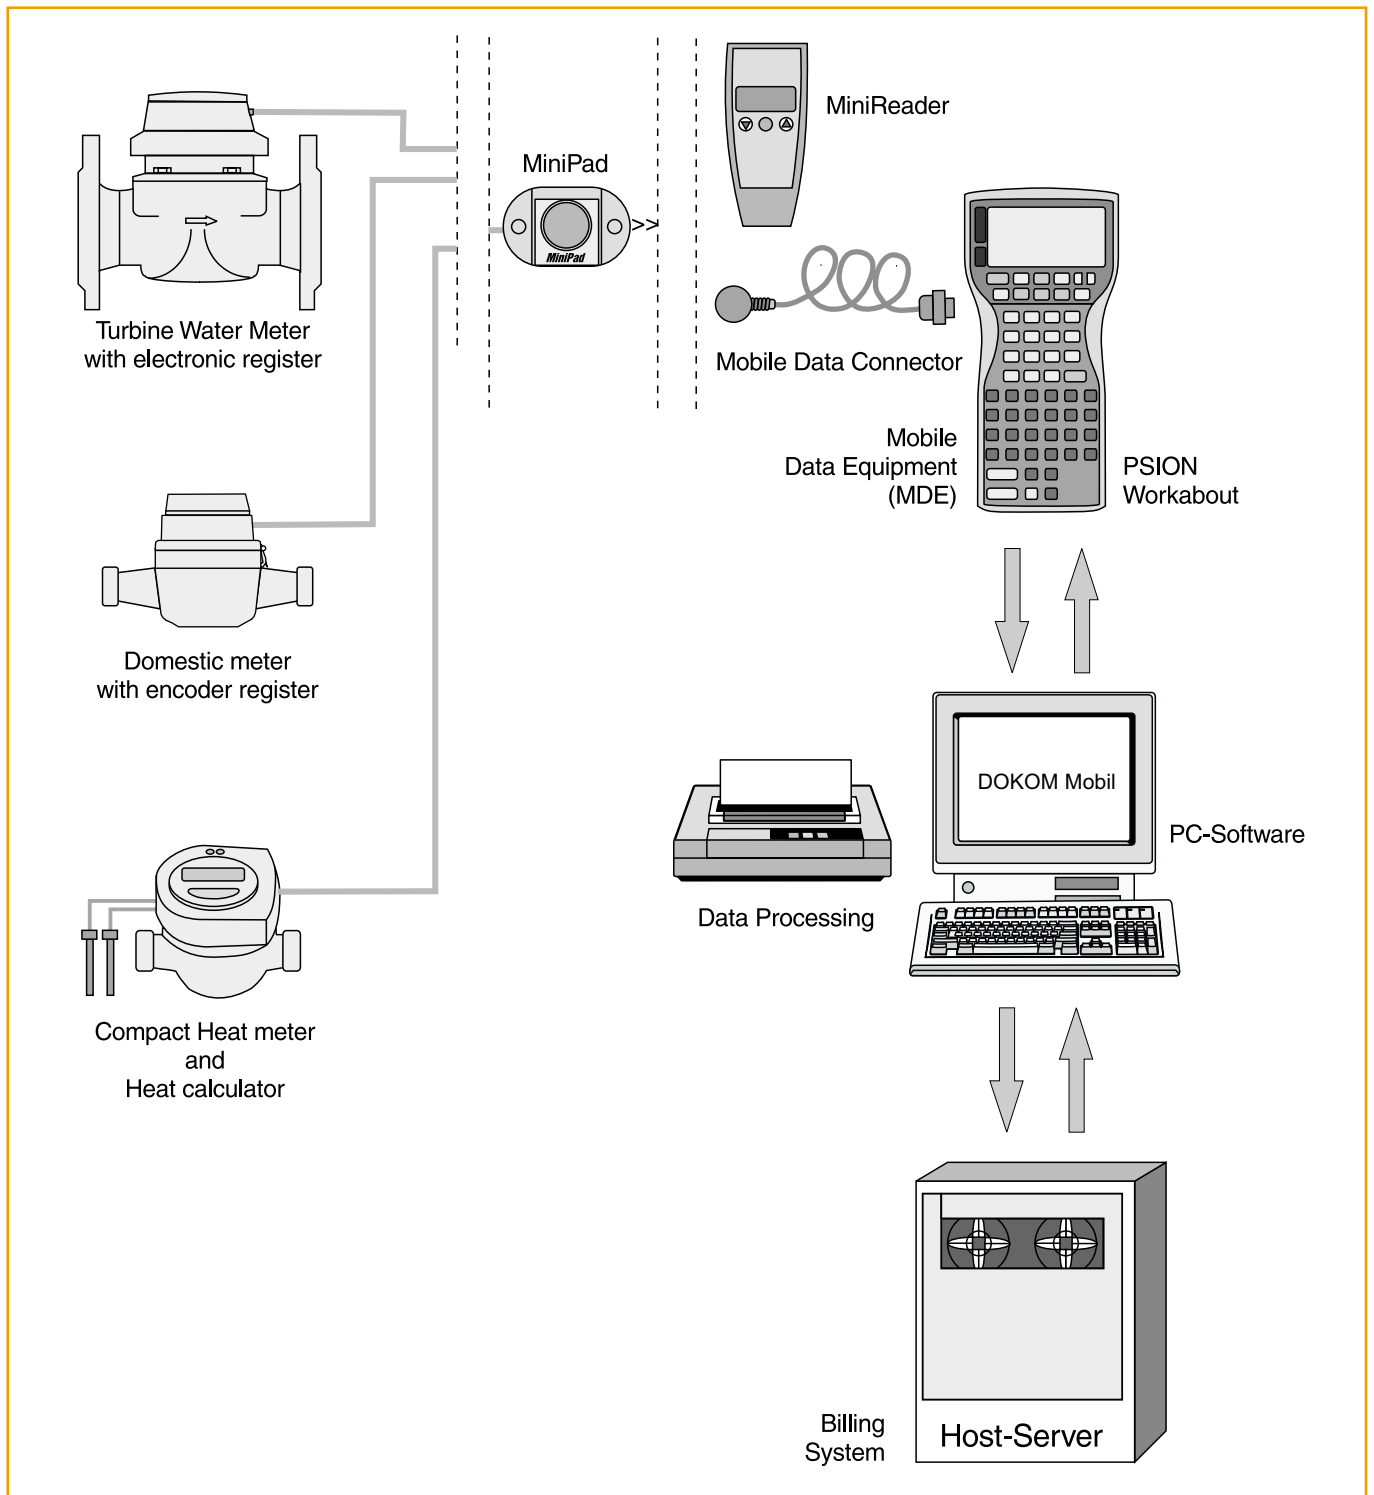 MiniReader
MiniPad
>>
MiniPad
Turbine Water Meter
with electronic register
Mobile Data Connector
Mobile
Data Equipment
(MDE)
PSION
Workabout
Domestic meter
with encoder register
DOKOM Mobil
PC-Software
Data Processing
Compact Heat meter
and
Heat calculator
Billing
System
Host-Server